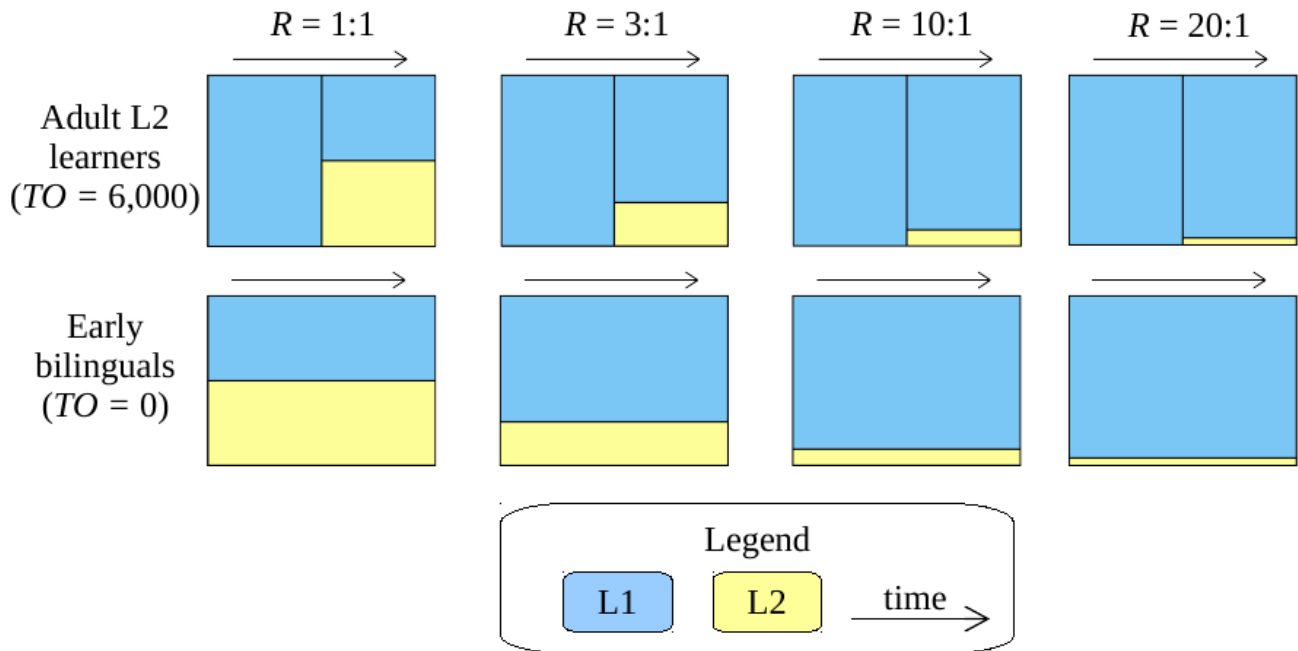 R = 1:1
R = 3:1
R = 10:1
R = 20:1
Adult L2
learners
(TO = 6,000)
Early
bilinguals
(TO = 0)
Legend
L1
L2
time